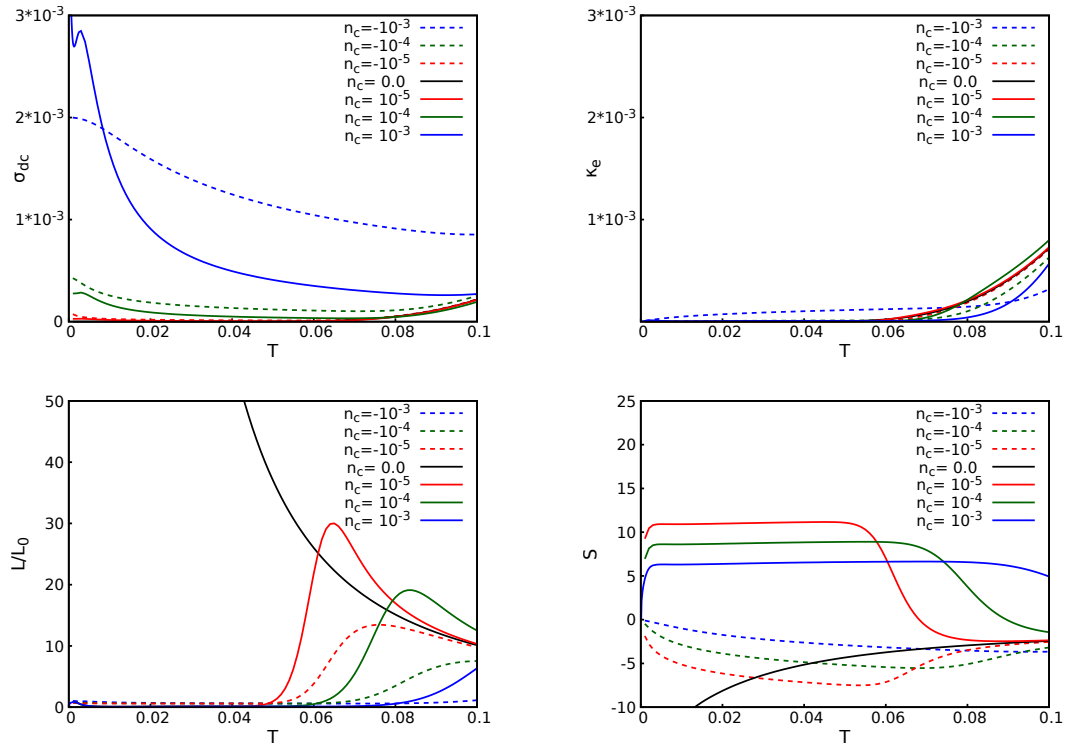 3*10⁻³
2*10⁻³
1*10⁻³
0
σdc
0
0.02
0.04
0.06
0.08
0.1
T
nc=-10⁻³
nc=-10⁻⁴
nc=-10⁻⁵
nc= 0.0
nc= 10⁻⁵
nc= 10⁻⁴
nc= 10⁻³
3*10⁻³
2*10⁻³
1*10⁻³
κe
0
0.02
0.04
0.06
0.08
0.1
T
nc=-10⁻³
nc=-10⁻⁴
nc=-10⁻⁵
nc= 0.0
nc= 10⁻⁵
nc= 10⁻⁴
nc= 10⁻³
50
40
30
20
10
0
L/L₀
0
0.02
0.04
0.06
0.08
0.1
T
nc=-10⁻³
nc=-10⁻⁴
nc=-10⁻⁵
nc= 0.0
nc= 10⁻⁵
nc= 10⁻⁴
nc= 10⁻³
25
20
15
10
5
0
-5
-10
S
0
0.02
0.04
0.06
0.08
0.1
T
nc=-10⁻³
nc=-10⁻⁴
nc=-10⁻⁵
nc= 0.0
nc= 10⁻⁵
nc= 10⁻⁴
nc= 10⁻³